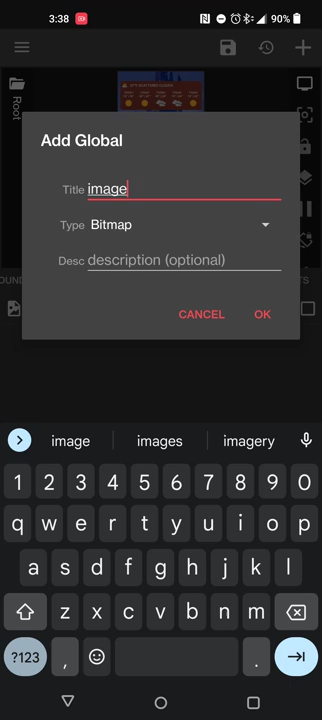 3:38
90%
Root
Add Global
Title image
Type Bitmap
Desc description (optional)
CANCEL OK
image images imagery
1 2 3 4 5 6 7 8 9 0
q w e r t y u i o p
a s d f g h j k l
z x c v b n m
?123 , .